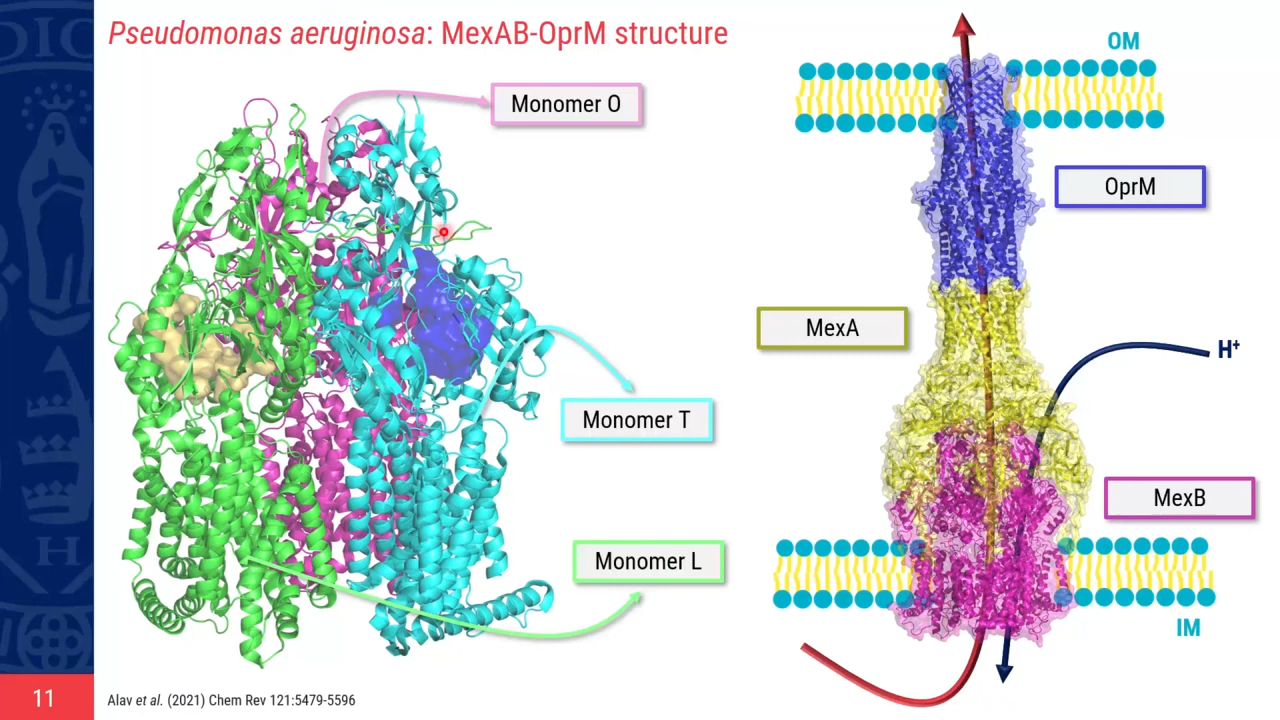 Pseudomonas aeruginosa: MexAB-OprM structure
Monomer O
Monomer T
Monomer L
OM
OprM
MexA
H⁺
MexB
IM
11
Alav et al. (2021) Chem Rev 121:5479-5596